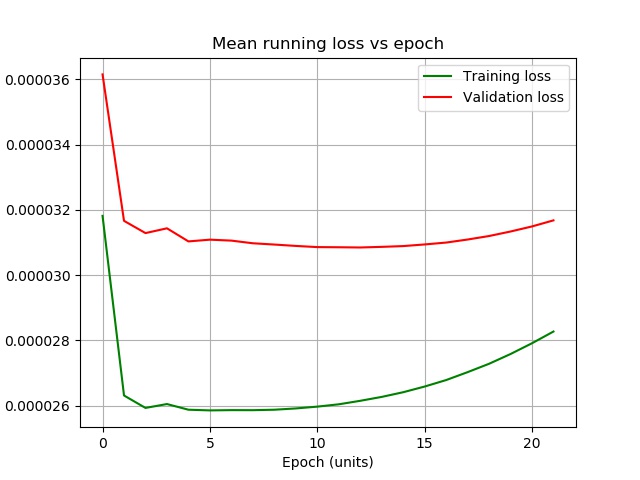 Mean running loss vs epoch
Training loss
Validation loss
0.000036
0.000034
0.000032
0.000030
0.000028
0.000026
0 5 10 15 20
Epoch (units)